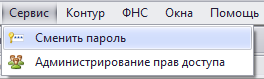 Сервис Контур ФНС Окна Помощь
Сменить пароль
Администрирование прав доступа